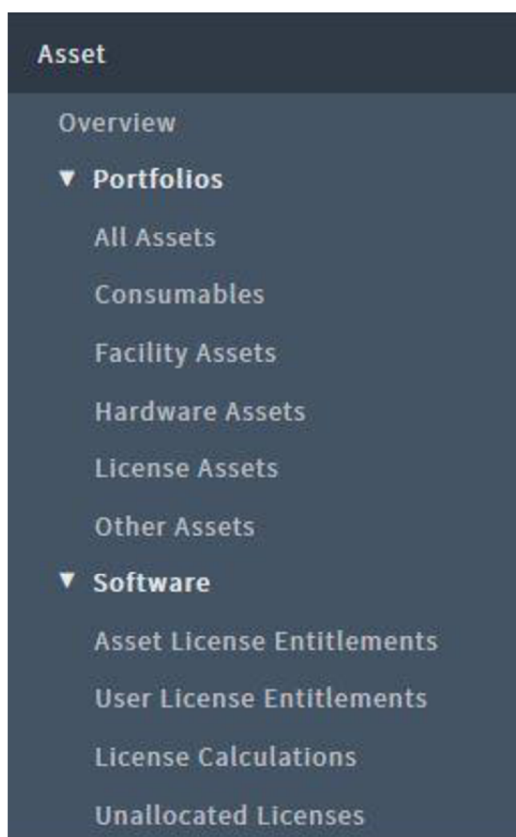 Asset
Overview
▼ Portfolios
All Assets
Consumables
Facility Assets
Hardware Assets
License Assets
Other Assets
▼ Software
Asset License Entitlements
User License Entitlements
License Calculations
Unallocated Licenses